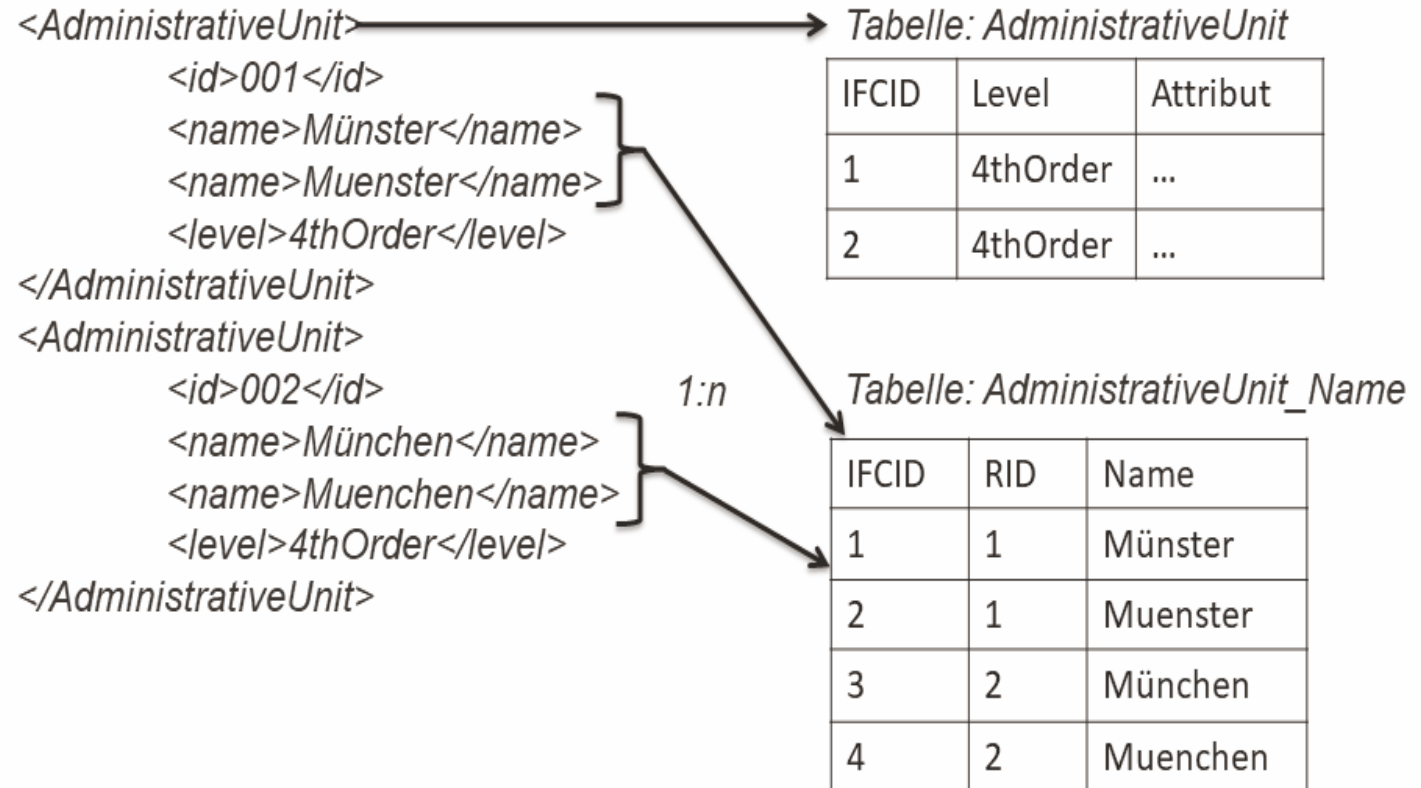 <AdministrativeUnit>
<id>001</id>
<name>Münster</name>
<name>Muenster</name>
<level>4thOrder</level>
</AdministrativeUnit>
<AdministrativeUnit>
<id>002</id>
<name>München</name>
<name>Muenchen</name>
<level>4thOrder</level>
</AdministrativeUnit>
1:n
Tabelle: AdministrativeUnit
IFCID Level Attribut
1 4thOrder ...
2 4thOrder ...
Tabelle: AdministrativeUnit_Name
IFCID RID Name
1 1 Münster
2 1 Muenster
3 2 München
4 2 Muenchen